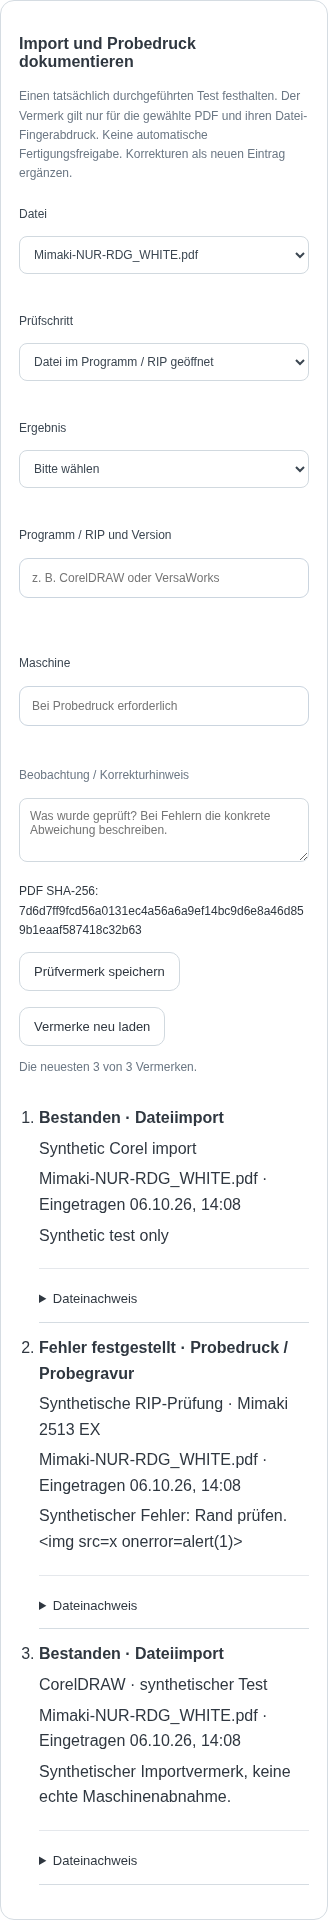 Import und Probedruck
dokumentieren
Einen tatsächlich durchgeführten Test festhalten. Der
Vermerk gilt nur für die gewählte PDF und ihren Datei-
Fingerabdruck. Keine automatische
Fertigungsfreigabe. Korrekturen als neuen Eintrag
ergänzen.
Datei
Mimaki-NUR-RDG_WHITE.pdf
Prüfschritt
Datei im Programm / RIP geöffnet
Ergebnis
Bitte wählen
Programm / RIP und Version
z. B. CorelDRAW oder VersaWorks
Maschine
Bei Probedruck erforderlich
Beobachtung / Korrekturhinweis
Was wurde geprüft? Bei Fehlern die konkrete
Abweichung beschreiben.
PDF SHA-256:
7d6d7ff9fcd56a0131ec4a56a6a9ef14bc9d6e8a46d85
9b1eaaf587418c32b63
Prüfvermerk speichern
Vermerke neu laden
Die neuesten 3 von 3 Vermerken.
1. Bestanden · Dateiimport
Synthetic Corel import
Mimaki-NUR-RDG_WHITE.pdf ·
Eingetragen 06.10.26, 14:08
Synthetic test only
Dateinachweis
2. Fehler festgestellt · Probedruck /
Probegravur
Synthetische RIP-Prüfung · Mimaki
2513 EX
Mimaki-NUR-RDG_WHITE.pdf ·
Eingetragen 06.10.26, 14:08
Synthetischer Fehler: Rand prüfen.
<img src=x onerror=alert(1)>
Dateinachweis
3. Bestanden · Dateiimport
CorelDRAW · synthetischer Test
Mimaki-NUR-RDG_WHITE.pdf ·
Eingetragen 06.10.26, 14:08
Synthetischer Importvermerk, keine
echte Maschinenabnahme.
Dateinachweis